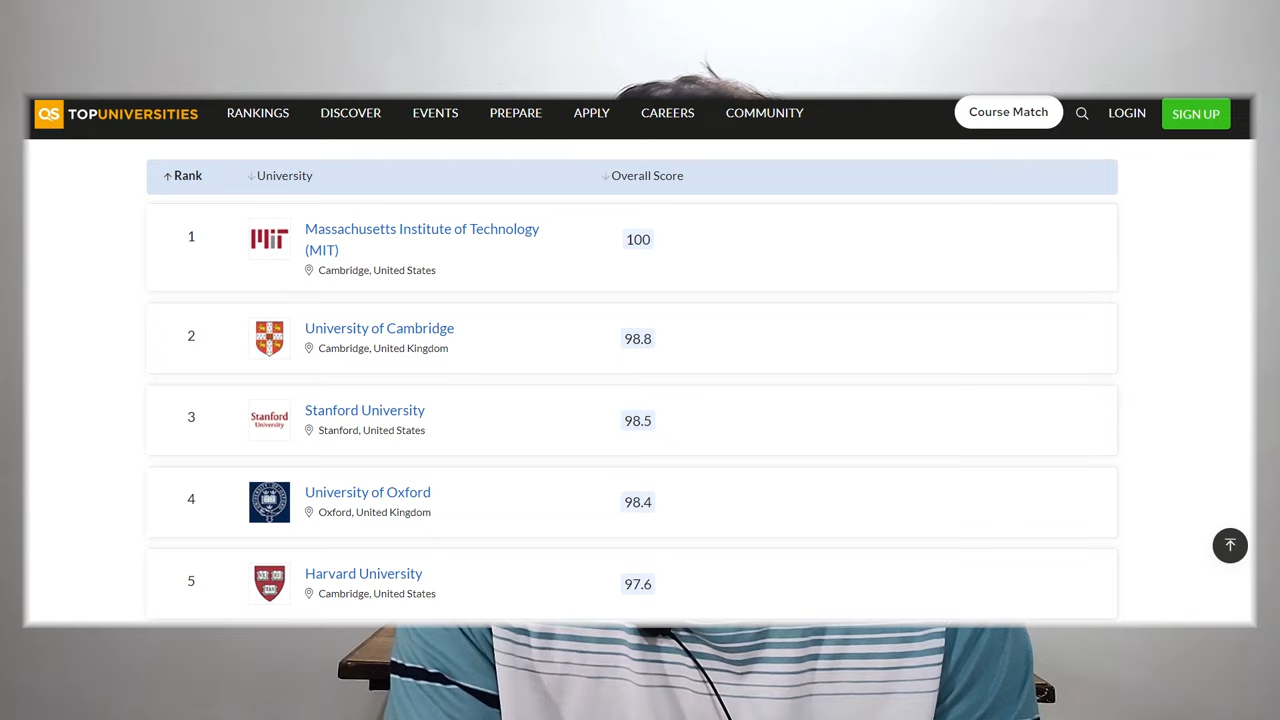 QS TOPUNIVERSITIES RANKINGS DISCOVER EVENTS PREPARE APPLY CAREERS COMMUNITY Course Match LOGIN SIGN UP
Rank University Overall Score
1 MIT Massachusetts Institute of Technology 100
(MIT)
Cambridge, United States
2 University of Cambridge 98.8
Cambridge, United Kingdom
3 Stanford University Stanford University 98.5
Stanford, United States
4 University of Oxford 98.4
Oxford, United Kingdom
5 Harvard University 97.6
Cambridge, United States